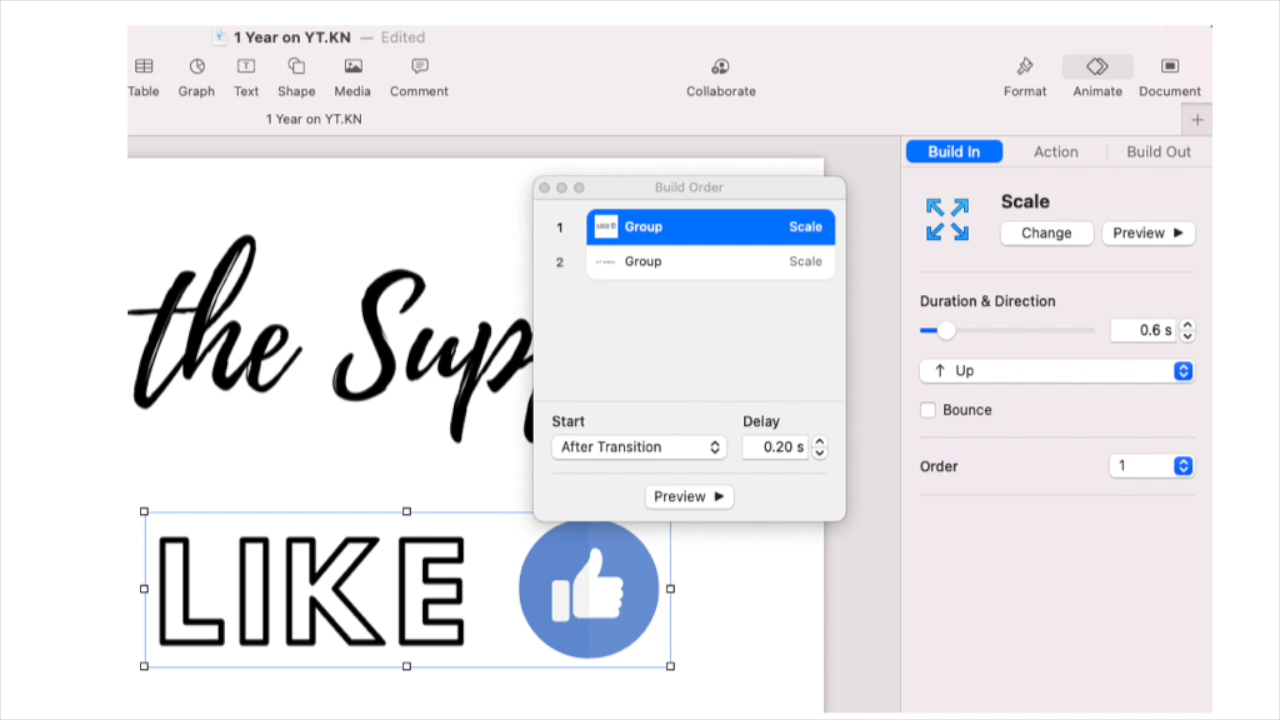 1 Year on YT.KN — Edited
Table Graph Text Shape Media Comment Collaborate Format Animate Document
1 Year on YT.KN
Build In Action Build Out
Build Order
Scale
1 Group Scale
Change Preview
2 Group Scale
Duration & Direction
0.6 s
the Sup
↑ Up
Bounce
Start Delay
After Transition 0.20 s
Order 1
Preview
LIKE